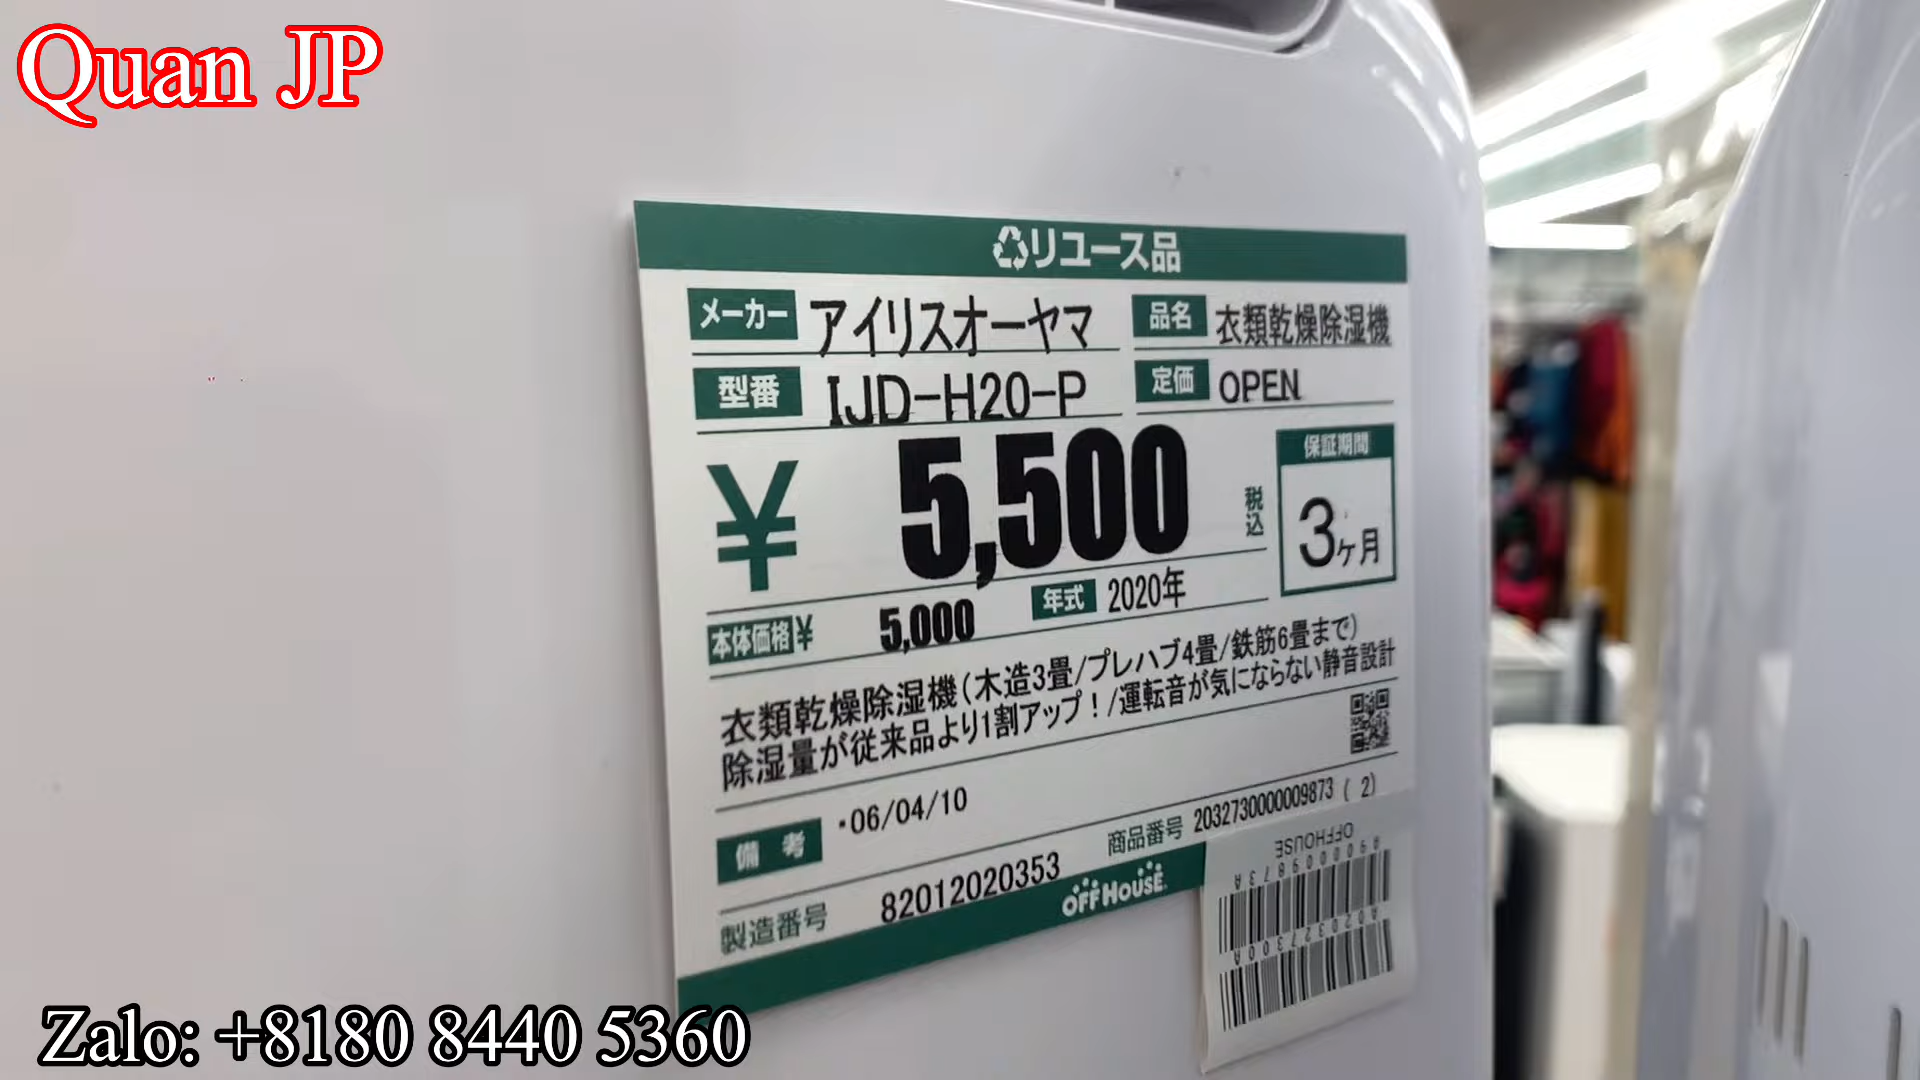 Quan JP
リユース品
メーカー アイリスオーヤマ 品名 衣類乾燥除湿機
型番 IJD-H20-P 定価 OPEN
¥ 5,500 税込
保証期間
3ヶ月
本体価格¥ 5,000 年式 2020年
衣類乾燥除湿機(木造3畳/プレハブ4畳/鉄筋6畳まで)
除湿量が従来品より1割アップ!/運転音が気にならない静音設計
備考 ・06/04/10
商品番号 2032730000009873 ( 2)
製造番号 82012020353
OFFHOUSE
OFFHOUSE
A900009873A
A020327300A
Zalo: +8180 8440 5360